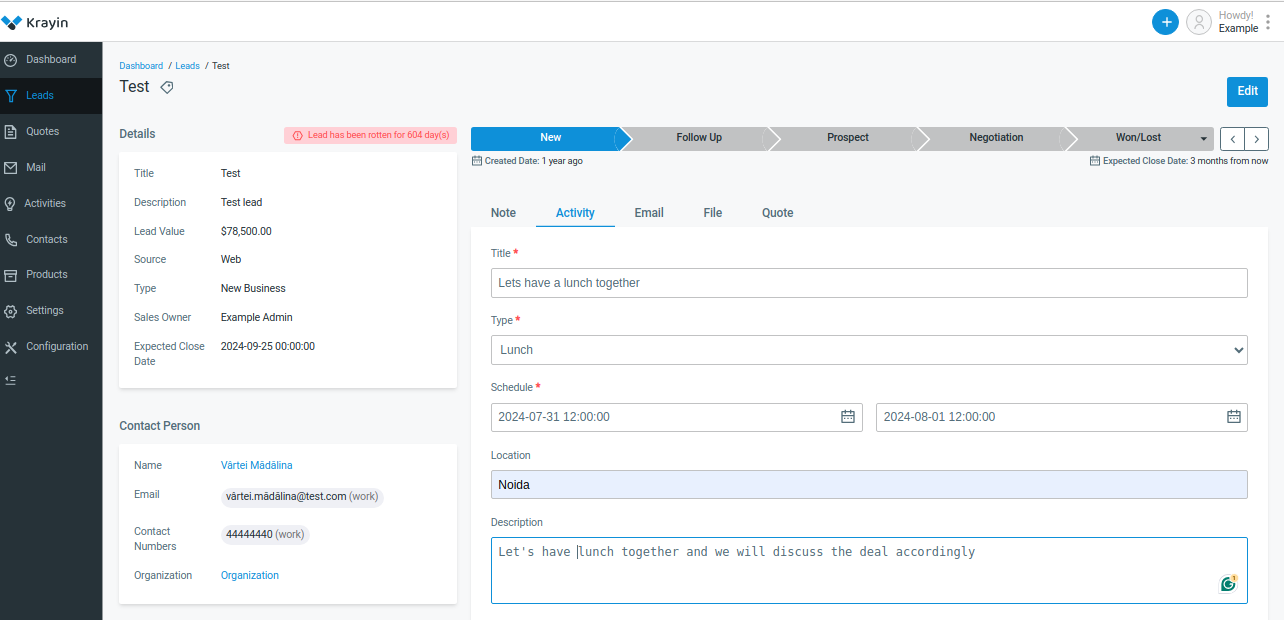 Krayin
Howdy!
Example
Dashboard
Leads
Quotes
Mail
Activities
Contacts
Products
Settings
Configuration
Dashboard / Leads / Test
Test
Edit
Details
Lead has been rotten for 604 day(s)
Title Test
Description Test lead
Lead Value $78,500.00
Source Web
Type New Business
Sales Owner Example Admin
Expected Close 2024-09-25 00:00:00
Date
Contact Person
Name Vârtei Mădălina
Email vârtei.mădălina@test.com (work)
Contact 44444440 (work)
Numbers
Organization Organization
New Follow Up Prospect Negotiation Won/Lost
Created Date: 1 year ago
Expected Close Date: 3 months from now
Note Activity Email File Quote
Title *
Lets have a lunch together
Type *
Lunch
Schedule *
2024-07-31 12:00:00 2024-08-01 12:00:00
Location
Noida
Description
Let's have lunch together and we will discuss the deal accordingly
1